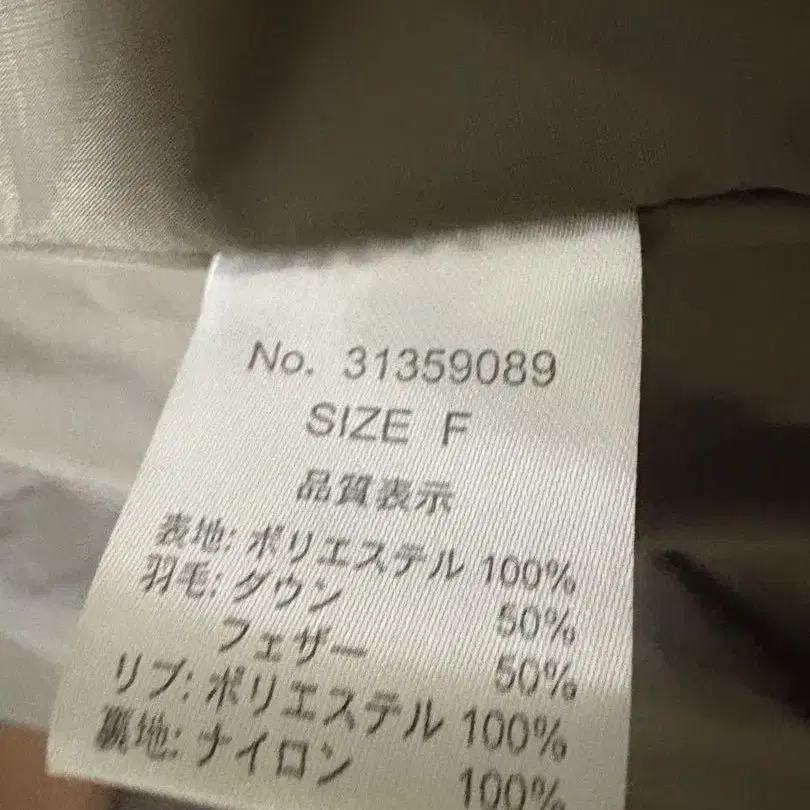 No. 31359089
SIZE F
品質表示
表地: ポリエステル 100%
羽毛: ダウン 50%
フェザー 50%
リブ: ポリエステル 100%
裏地: ナイロン 100%